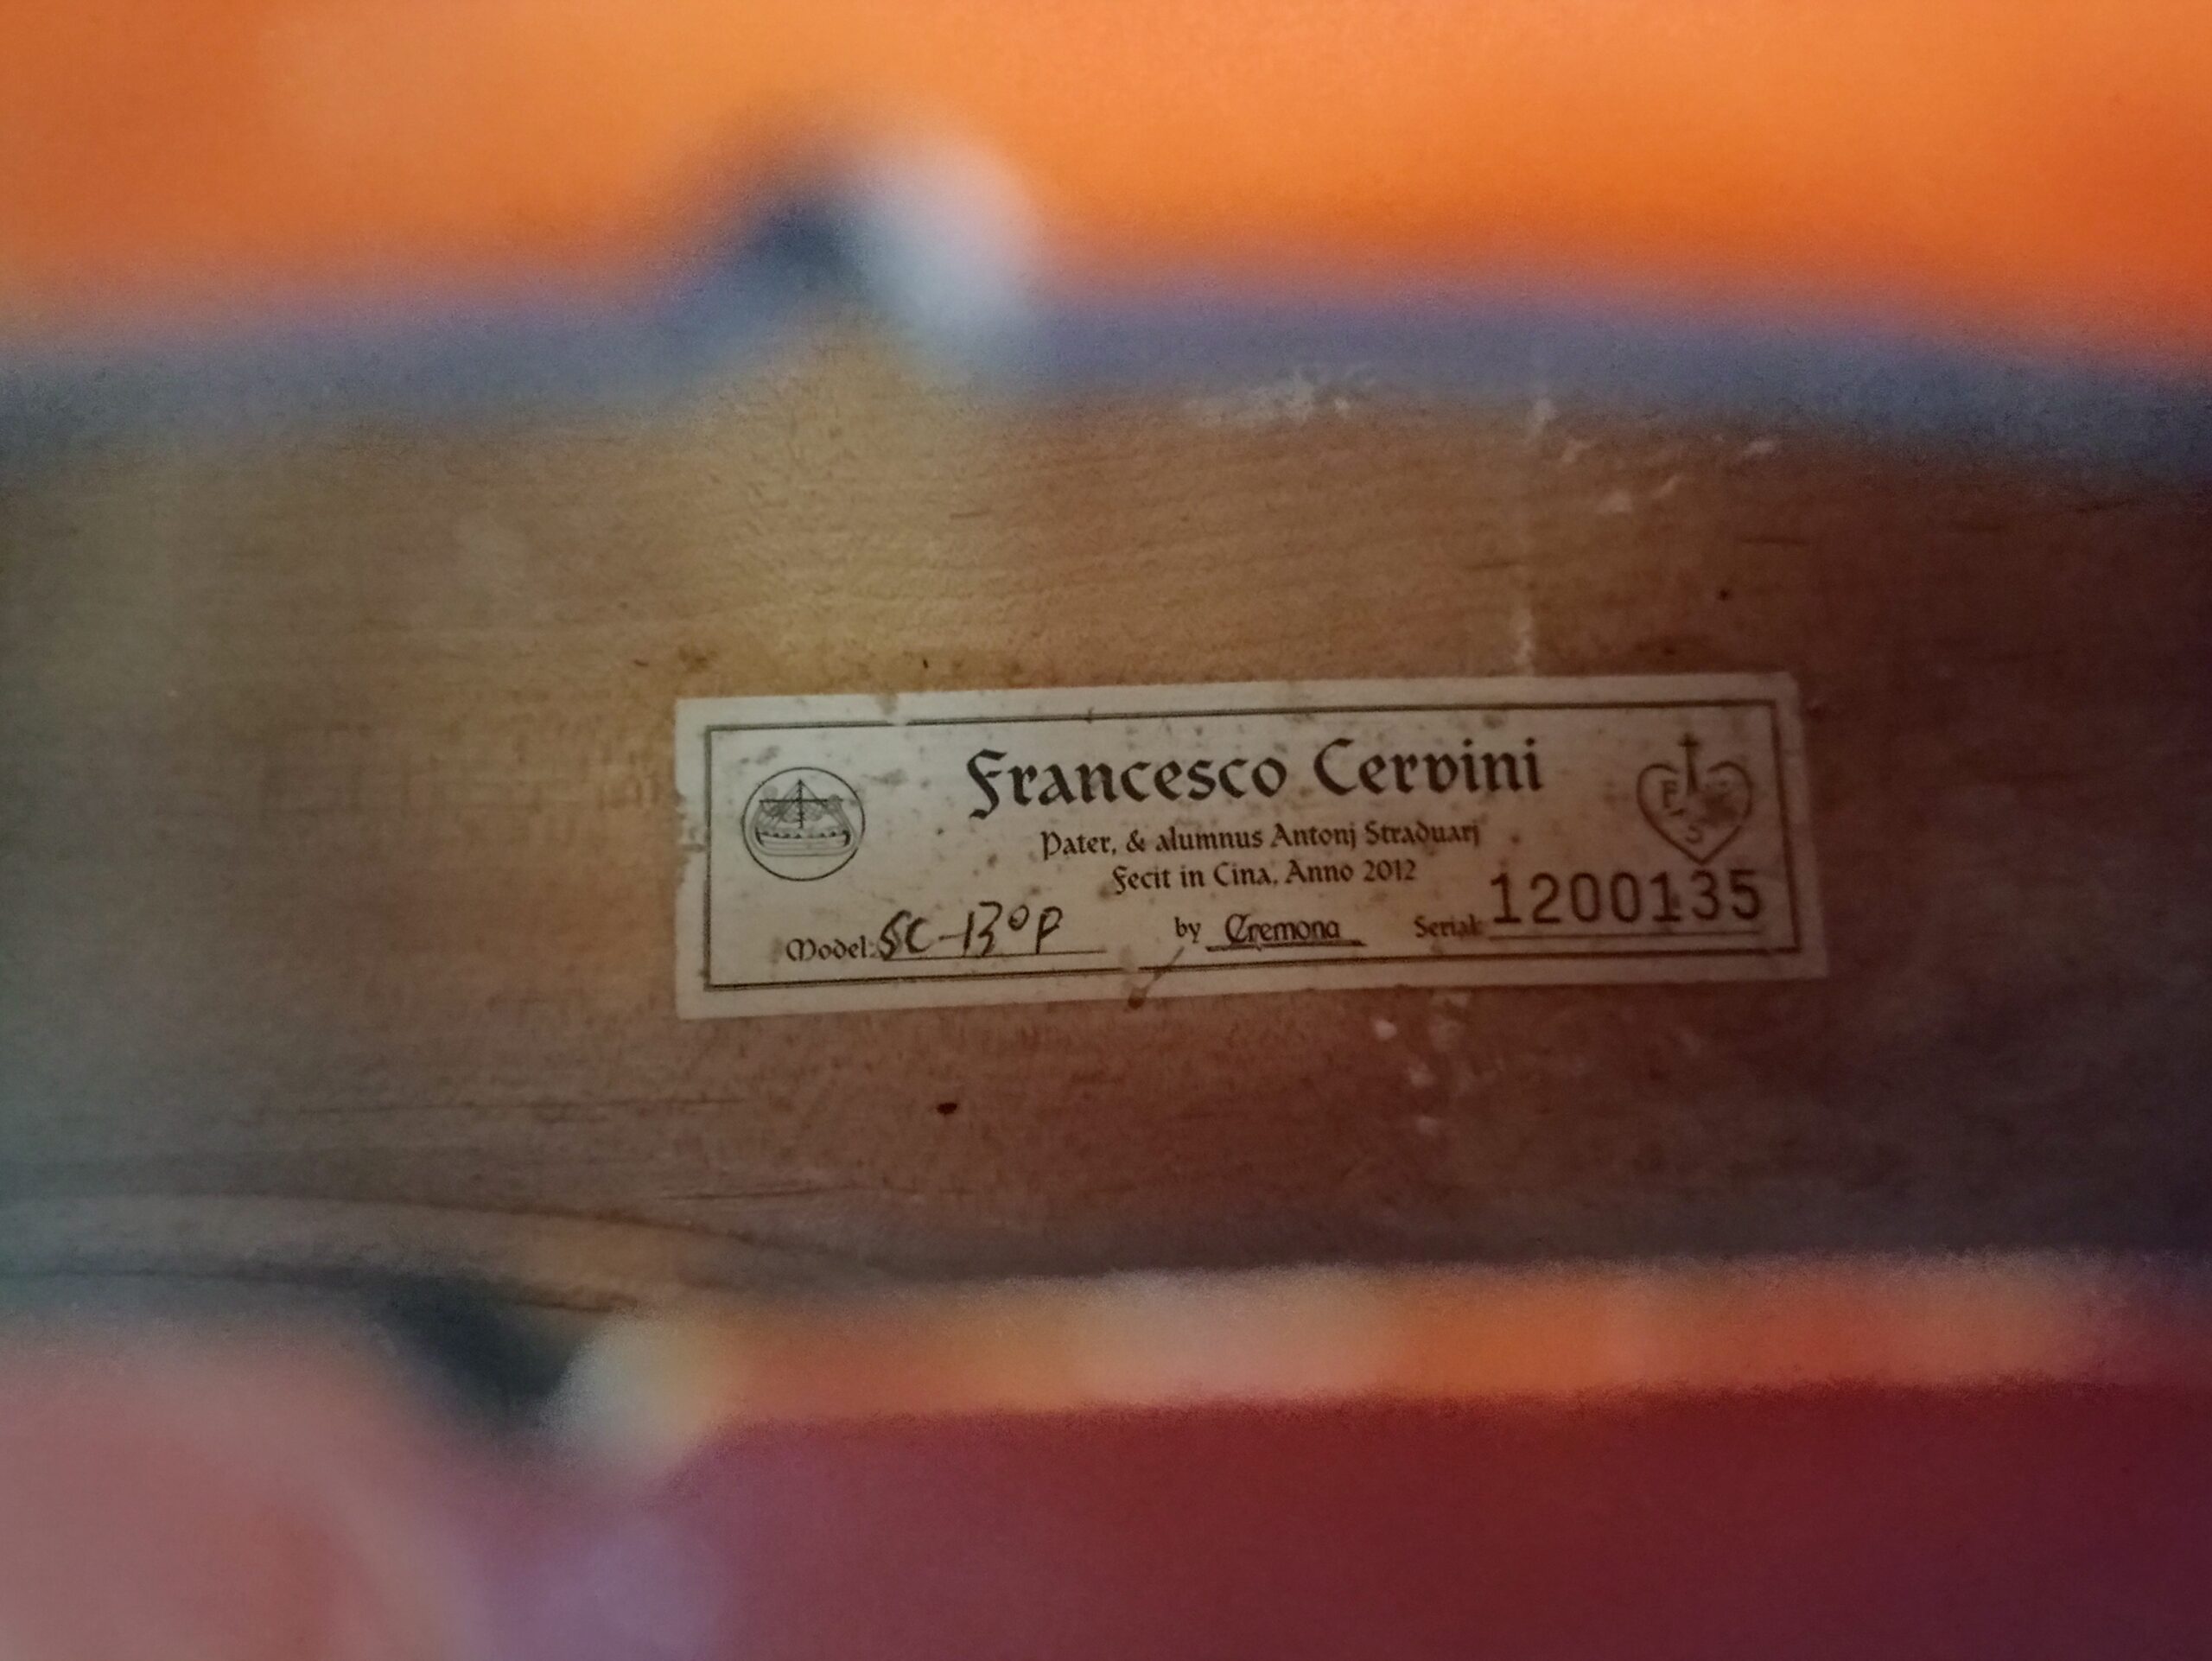 Francesco Cervini
Pater, & alumnus Antonj Straduarj
Fecit in Cina, Anno 2012
Model: SC-130P by Cremona Serial: 1200135
F S